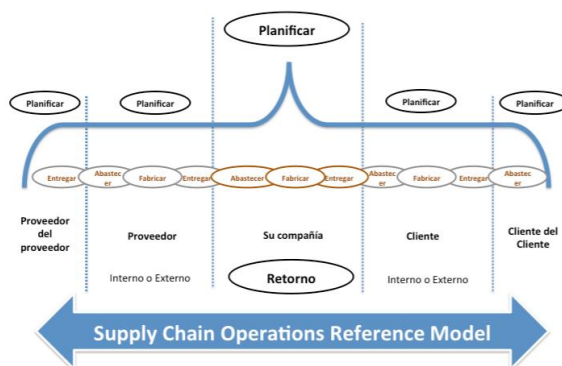 Planificar
Planificar
Planificar
Planificar
Planificar
Entregar
Abastec
er
Fabricar
Entregar
Abastecer
Fabricar
Entregar
Abastec
er
Fabricar
Entregar
Abastec
er
Proveedor
del
proveedor
Proveedor
Su compañía
Cliente
Cliente del
Cliente
Interno o Externo
Retorno
Interno o Externo
Supply Chain Operations Reference Model